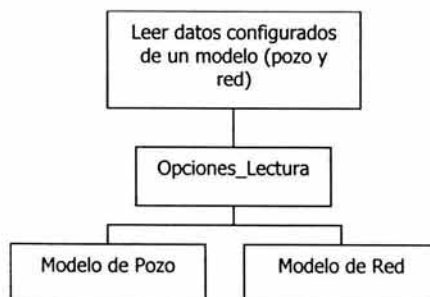 Leer datos configurados
de un modelo (pozo y
red)
Opciones_Lectura
Modelo de Pozo
Modelo de Red